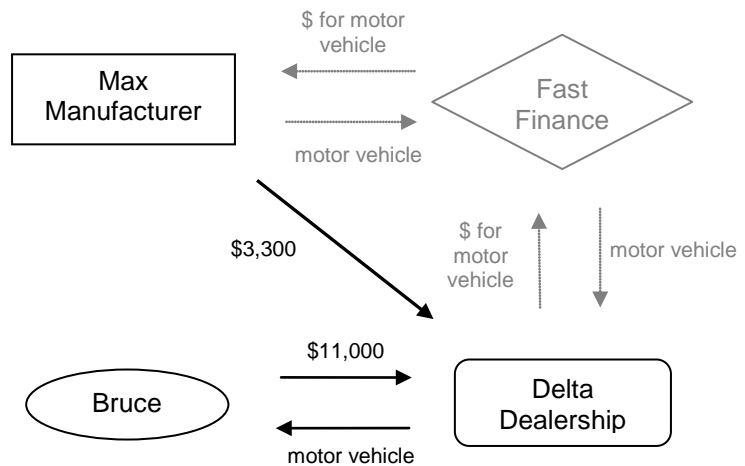 $ for motor
vehicle
Max
Manufacturer
Fast
Finance
motor vehicle
$3,300
$ for
motor
vehicle
motor vehicle
$11,000
Bruce
Delta
Dealership
motor vehicle